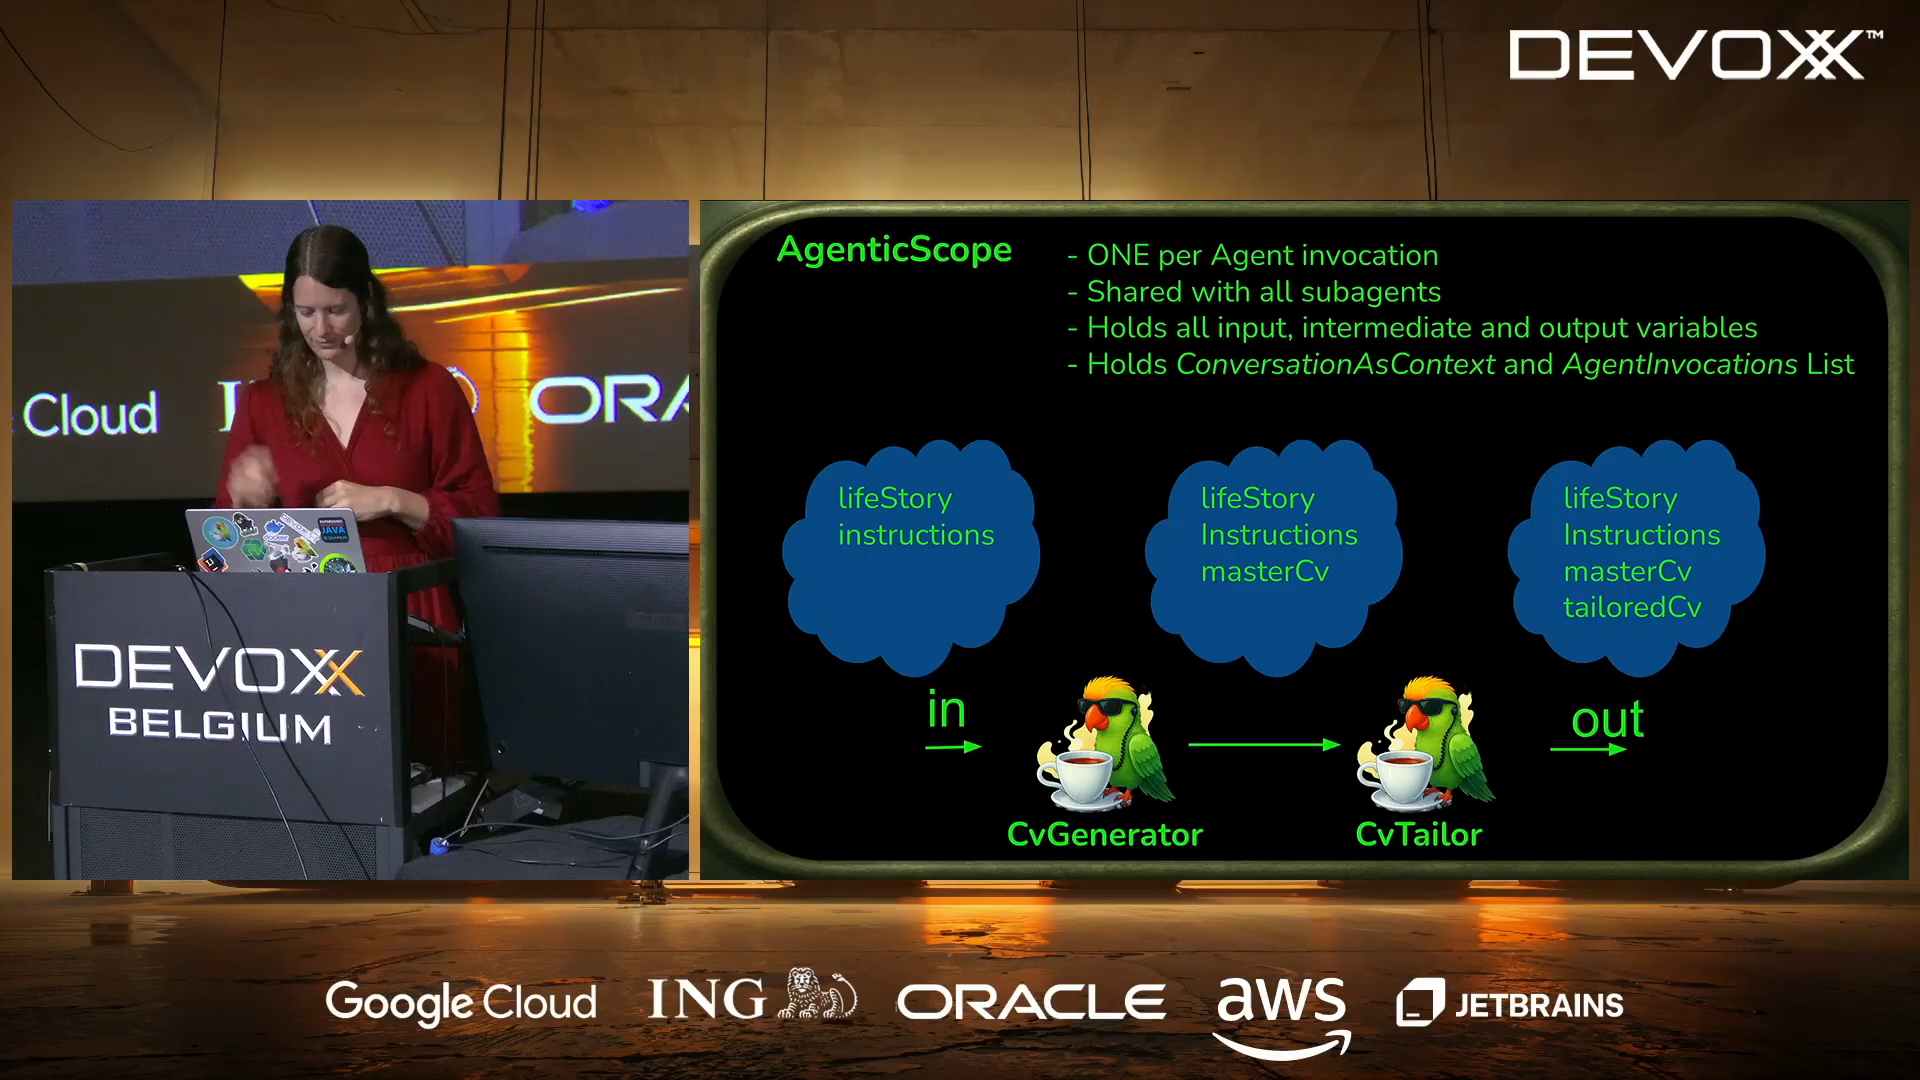 DEVOXX™
Cloud
ORA
DEVOXX
BELGIUM
AgenticScope
- ONE per Agent invocation
- Shared with all subagents
- Holds all input, intermediate and output variables
- Holds ConversationAsContext and AgentInvocations List
lifeStory
instructions
lifeStory
Instructions
masterCv
lifeStory
Instructions
masterCv
tailoredCv
in
out
CvGenerator
CvTailor
Google Cloud
ING
ORACLE
aws
JETBRAINS